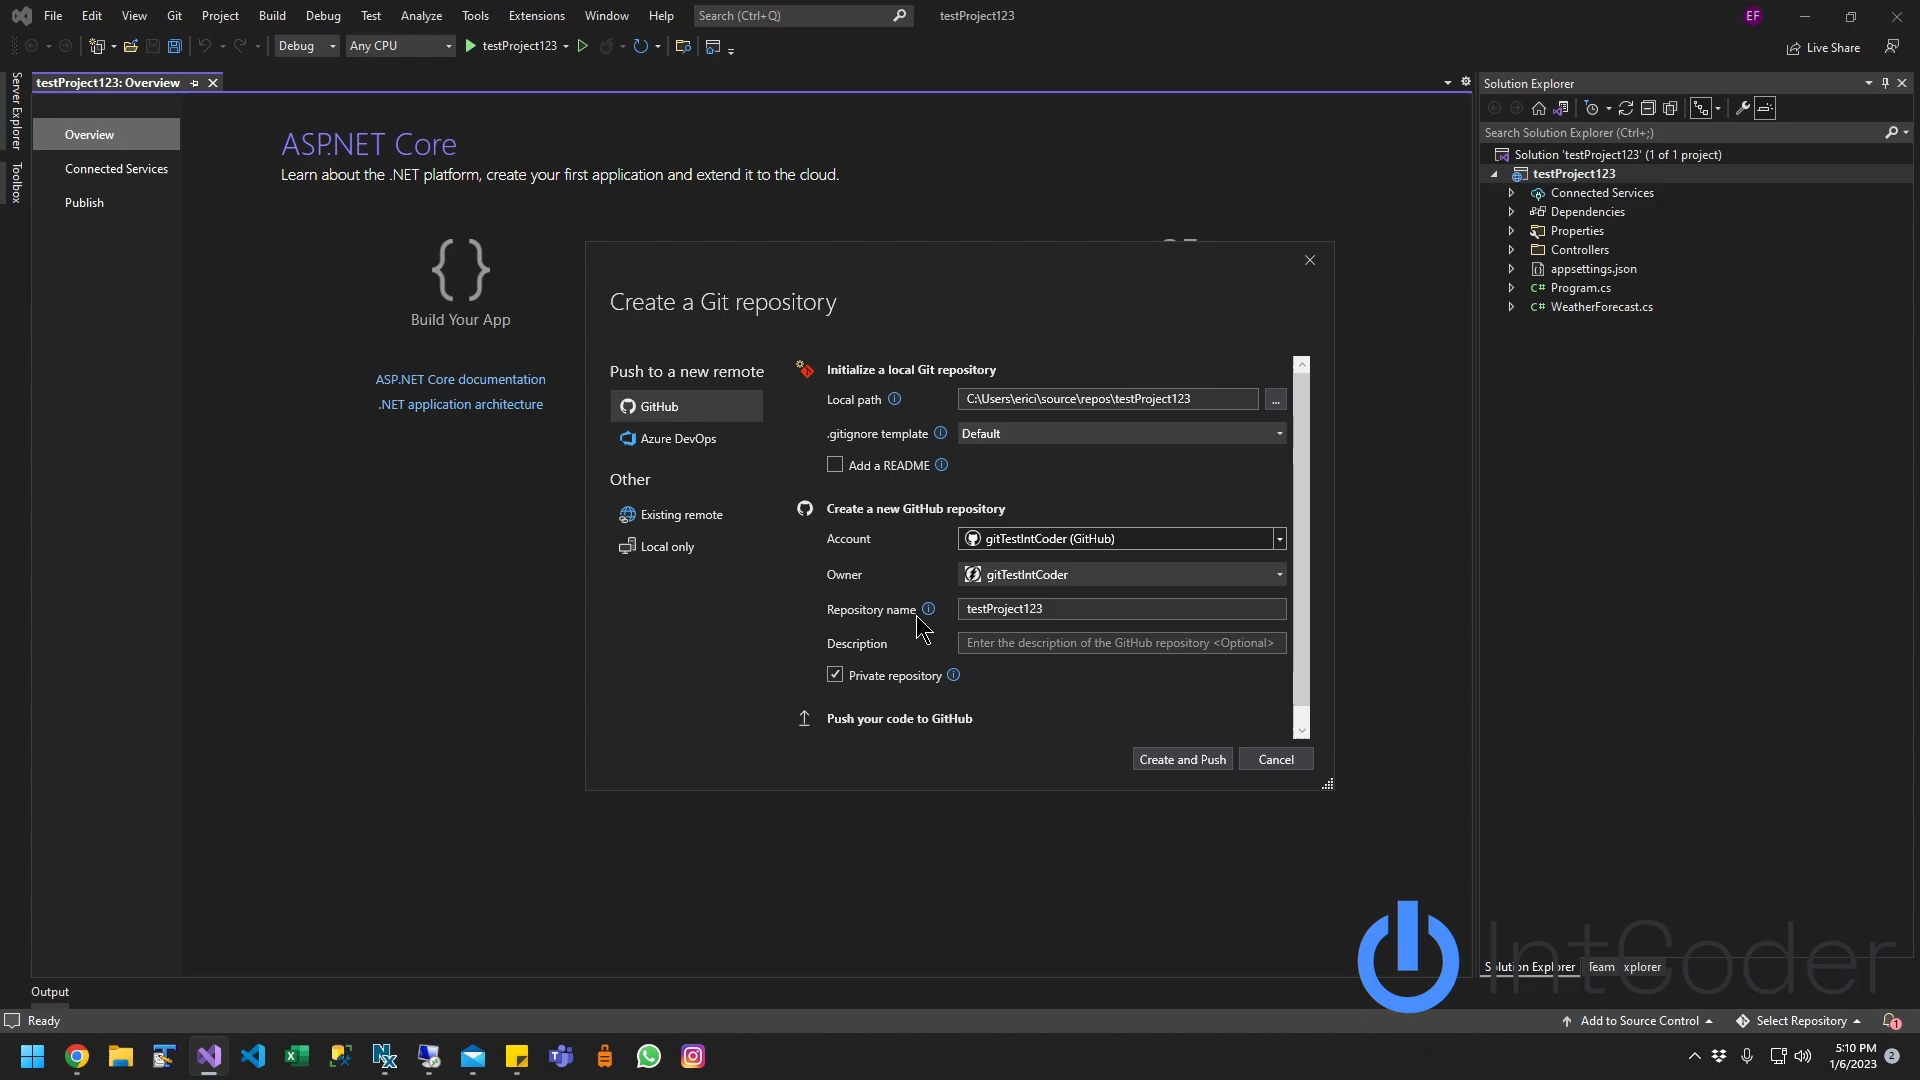 File Edit View Git Project Build Debug Test Analyze Tools Extensions Window Help Search (Ctrl+Q) testProject123 EF
Debug Any CPU testProject123 Live Share
Server Explorer
Toolbox
testProject123: Overview
Overview
Connected Services
Publish
ASP.NET Core
Learn about the .NET platform, create your first application and extend it to the cloud.
{}
Build Your App
ASP.NET Core documentation
.NET application architecture
Create a Git repository
Push to a new remote
GitHub
Azure DevOps
Other
Existing remote
Local only
Initialize a local Git repository
Local path C:\Users\erici\source\repos\testProject123 ...
.gitignore template Default
Add a README
Create a new GitHub repository
Account gitTestIntCoder (GitHub)
Owner gitTestIntCoder
Repository name testProject123
Description Enter the description of the GitHub repository <Optional>
Private repository
Push your code to GitHub
Create and Push Cancel
Solution Explorer
Search Solution Explorer (Ctrl+;)
Solution 'testProject123' (1 of 1 project)
testProject123
Connected Services
Dependencies
Properties
Controllers
appsettings.json
C# Program.cs
C# WeatherForecast.cs
IntCoder
Solution Explorer Team Explorer
Output
Ready Add to Source Control Select Repository 1
5:10 PM
1/6/2023 2